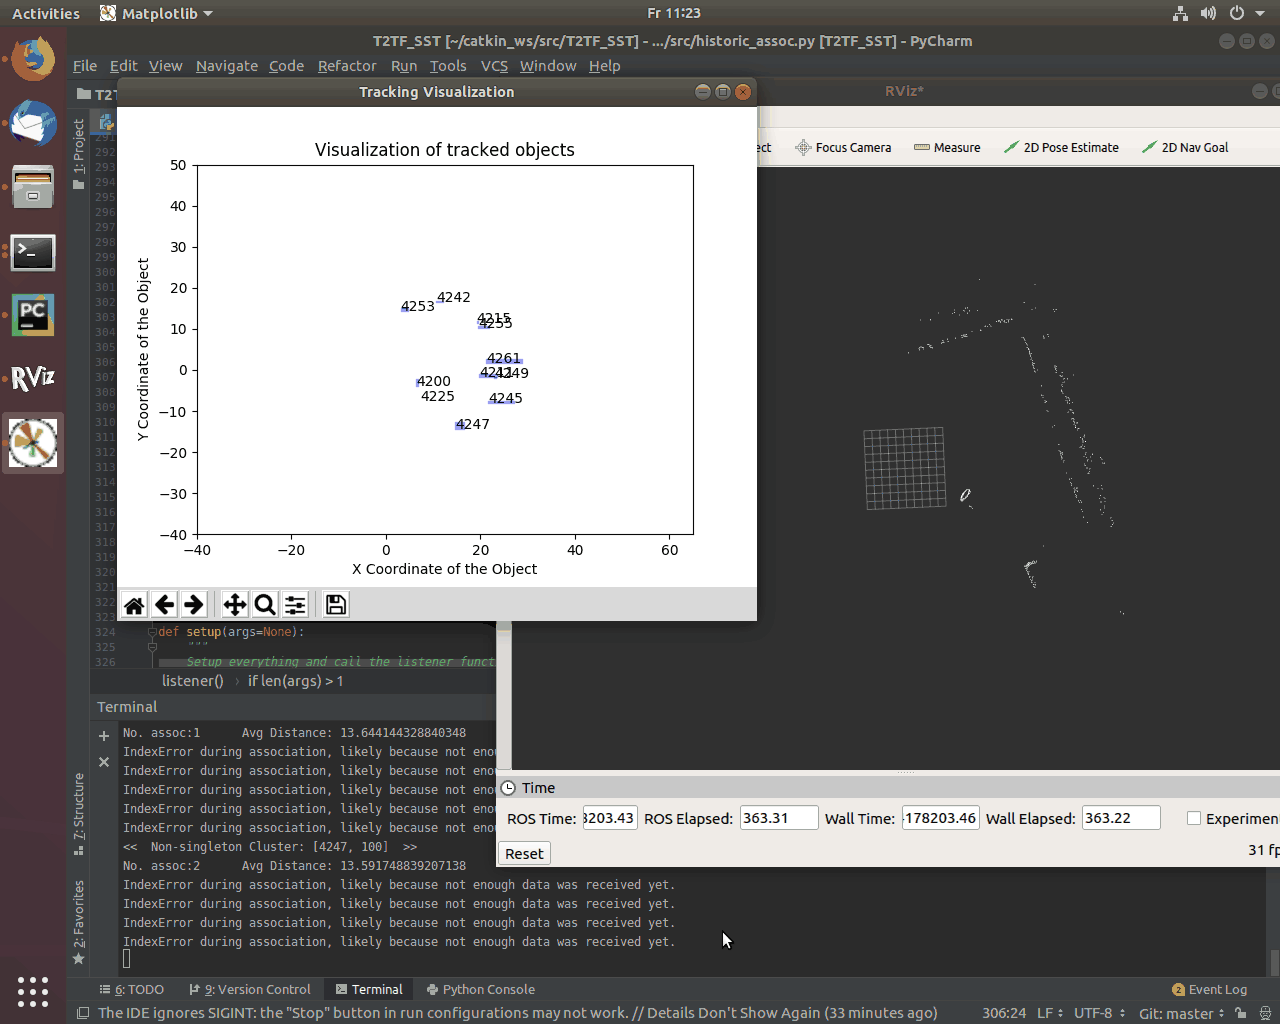 Activities
Matplotlib
Fr 11:23
T2TF_SST [~/catkin_ws/src/T2TF_SST] - .../src/historic_assoc.py [T2TF_SST] - PyCharm
File Edit View Navigate Code Refactor Run Tools VCS Window Help
T2T
Tracking Visualization
RViz*
Focus Camera
Measure
2D Pose Estimate
2D Nav Goal
1: Project
Visualization of tracked objects
50
40
30
20
10
0
−10
−20
−30
−40
Y Coordinate of the Object
4242
4253
4215
4255
4261
4249
4200
4225
4245
4247
−40 −20 0 20 40 60
X Coordinate of the Object
292
293
294
295
296
297
298
299
300
301
302
303
304
305
306
307
308
309
310
311
312
313
314
315
316
317
318
319
320
321
322
323
324 def setup(args=None):
325 """
326 Setup everything and call the listener funct
listener() › if len(args) > 1
Terminal
No. assoc:1 Avg Distance: 13.644144328840348
IndexError during association, likely because not enou
IndexError during association, likely because not enou
IndexError during association, likely because not enou
IndexError during association, likely because not enou
IndexError during association, likely because not enou
<< Non-singleton Cluster: [4247, 100] >>
No. assoc:2 Avg Distance: 13.591748839207138
IndexError during association, likely because not enough data was received yet.
IndexError during association, likely because not enough data was received yet.
IndexError during association, likely because not enough data was received yet.
IndexError during association, likely because not enough data was received yet.
7: Structure
2: Favorites
Time
ROS Time: 3203.43 ROS Elapsed: 363.31 Wall Time: 178203.46 Wall Elapsed: 363.22 Experimen
Reset
31 fp
6: TODO
9: Version Control
Terminal
Python Console
2 Event Log
The IDE ignores SIGINT: the "Stop" button in run configurations may not work. // Details Don't Show Again (33 minutes ago)
306:24 LF UTF-8 Git: master
PC
RViz